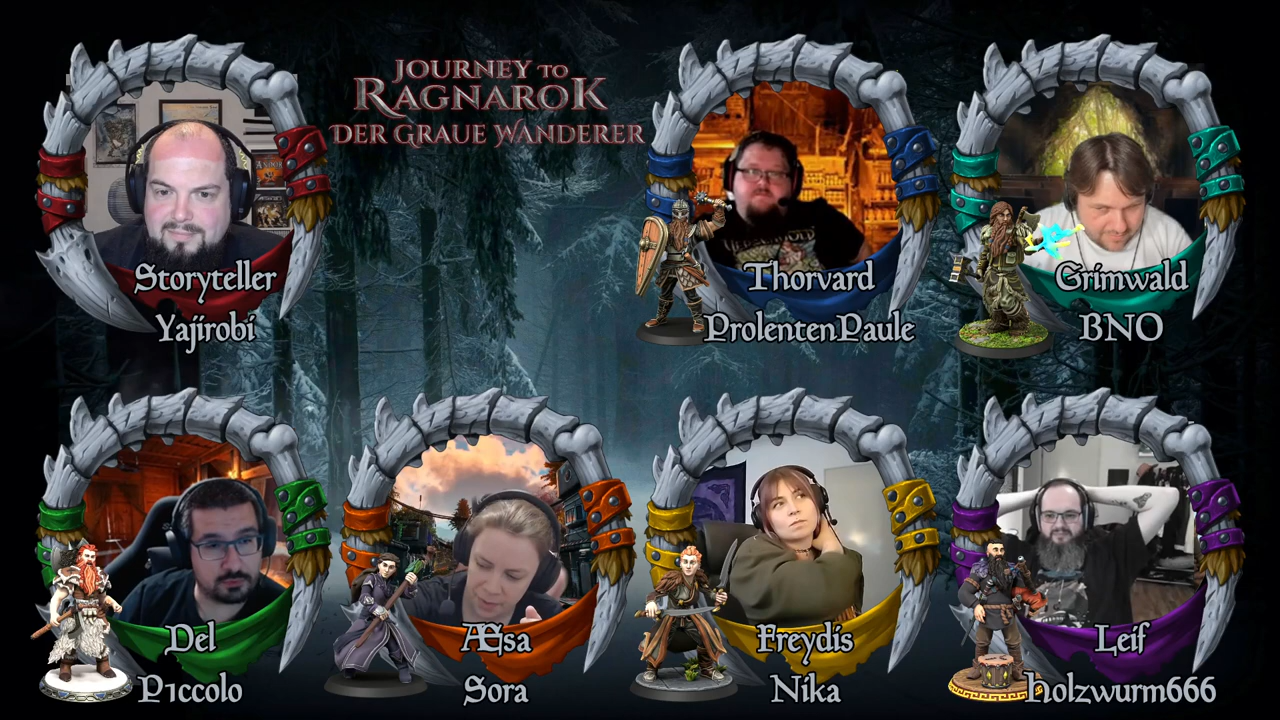 JOURNEY TO
RAGNAROK
DER GRAUE WANDERER
Storyteller
Yajirobi
Thorvard
ProlentenPaule
Grimwald
BNO
Del
P1ccolo
Æsa
Sora
Freydis
Nika
Leif
holzwurm666